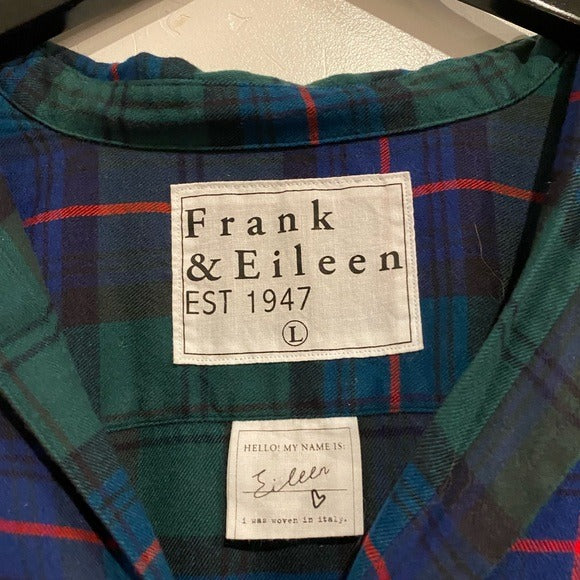 Frank
& Eileen
EST 1947
L
HELLO! MY NAME IS:
Eileen
i was woven in italy.